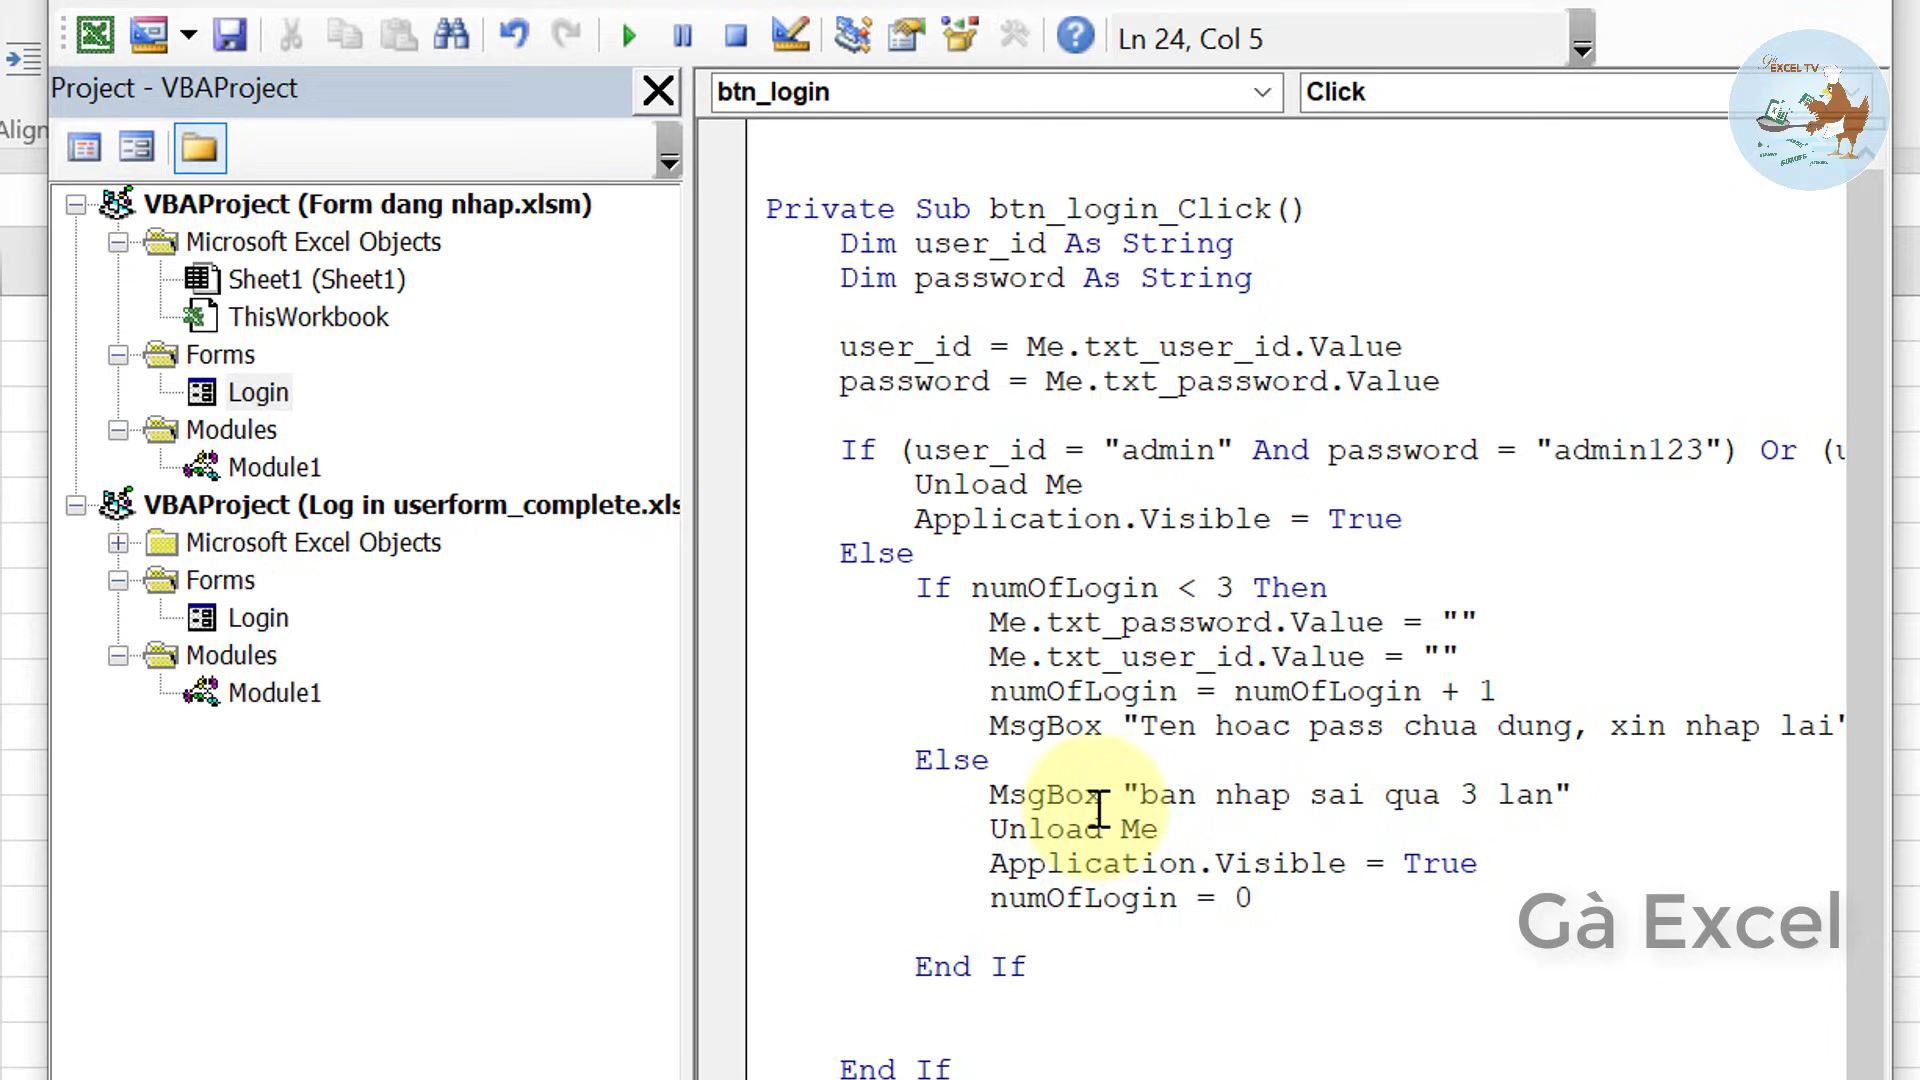 Ln 24, Col 5
EXCEL TV
Align
Project - VBAProject
btn_login
Click
VBAProject (Form dang nhap.xlsm)
Microsoft Excel Objects
Sheet1 (Sheet1)
ThisWorkbook
Forms
Login
Modules
Module1
VBAProject (Log in userform_complete.xls
Microsoft Excel Objects
Forms
Login
Modules
Module1
Private Sub btn_login_Click()
Dim user_id As String
Dim password As String
user_id = Me.txt_user_id.Value
password = Me.txt_password.Value
If (user_id = "admin" And password = "admin123") Or (u
Unload Me
Application.Visible = True
Else
If numOfLogin < 3 Then
Me.txt_password.Value = ""
Me.txt_user_id.Value = ""
numOfLogin = numOfLogin + 1
MsgBox "Ten hoac pass chua dung, xin nhap lai"
Else
MsgBox "ban nhap sai qua 3 lan"
Unload Me
Application.Visible = True
numOfLogin = 0
End If
End If
Gà Excel